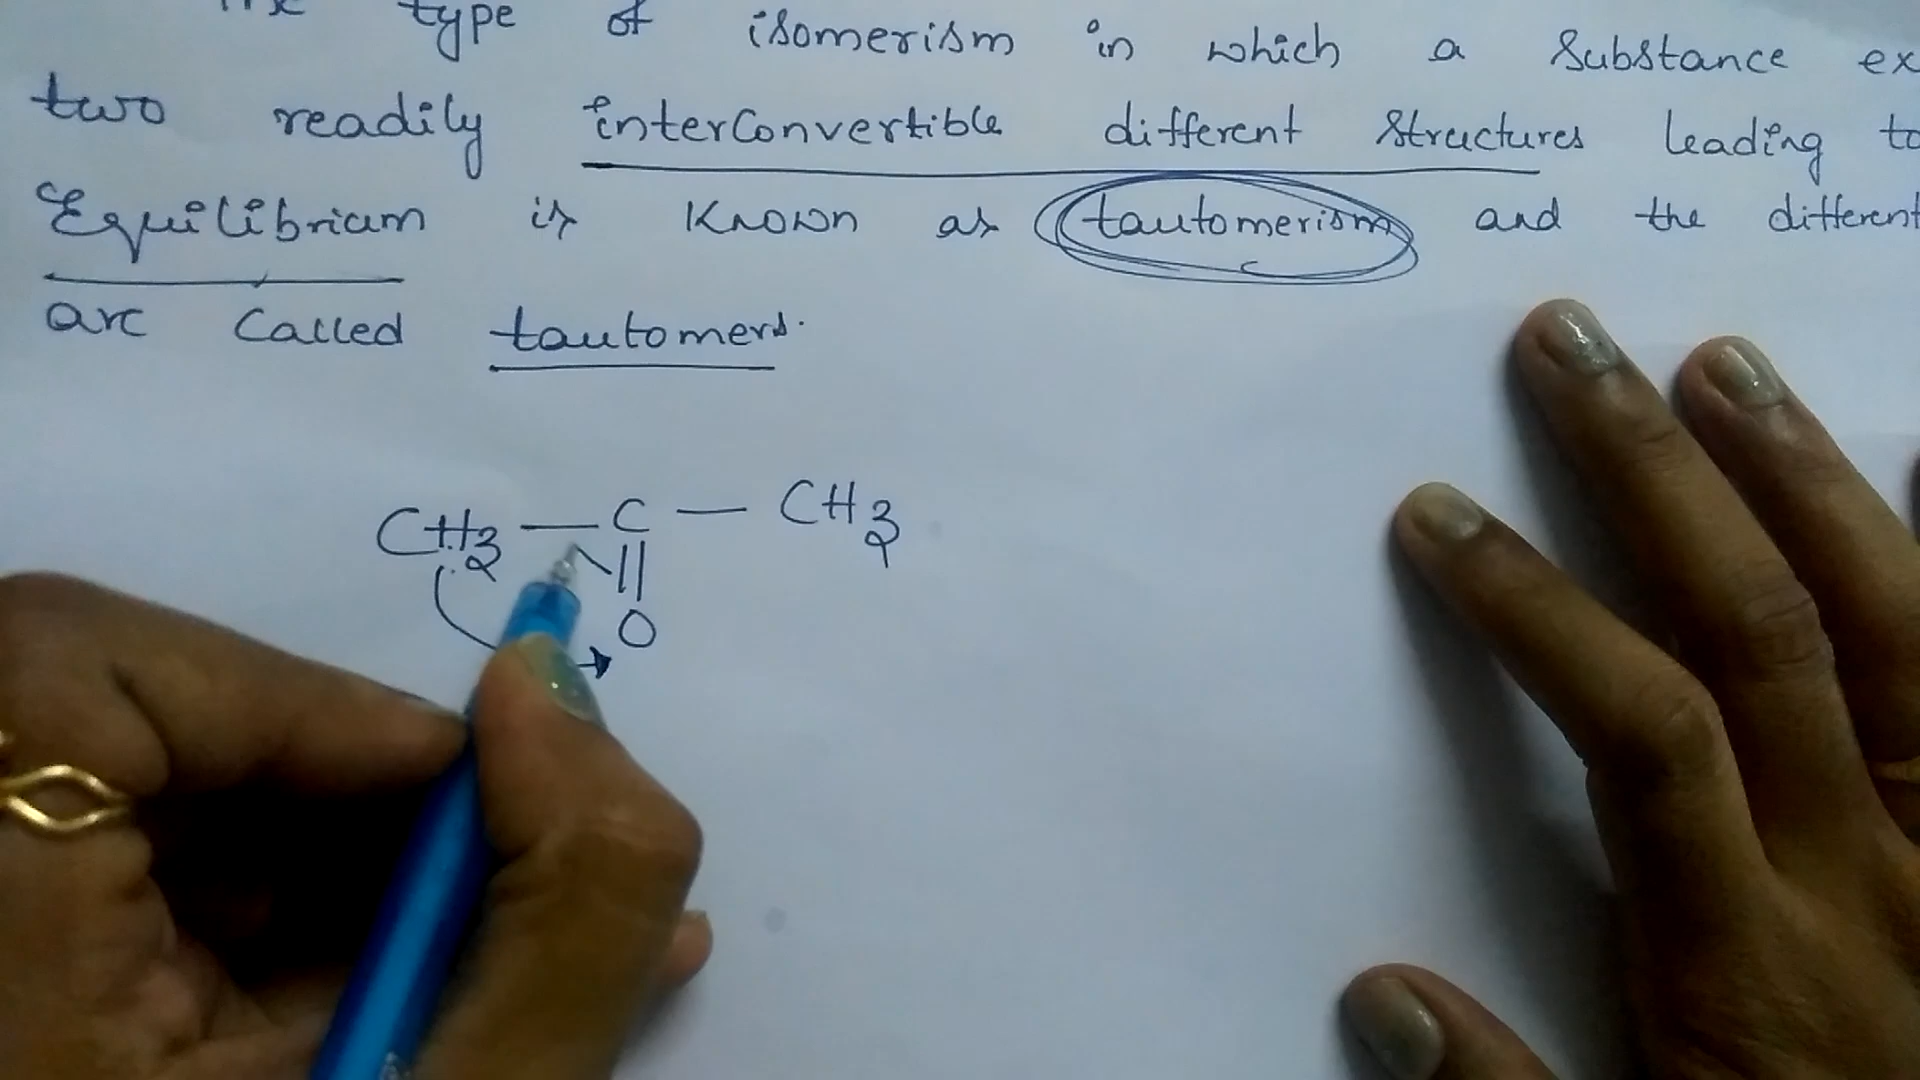 type of isomerism in which a Substance ex
two readily interConvertible different Structures leading to
Equilibrium is Known as tautomerism and the different
are Called tautomers.
CH3 — C — CH3
O